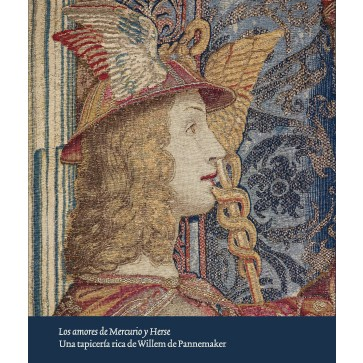 Los amores de Mercurio y Herse
Una tapicería rica de Willem de Pannemaker